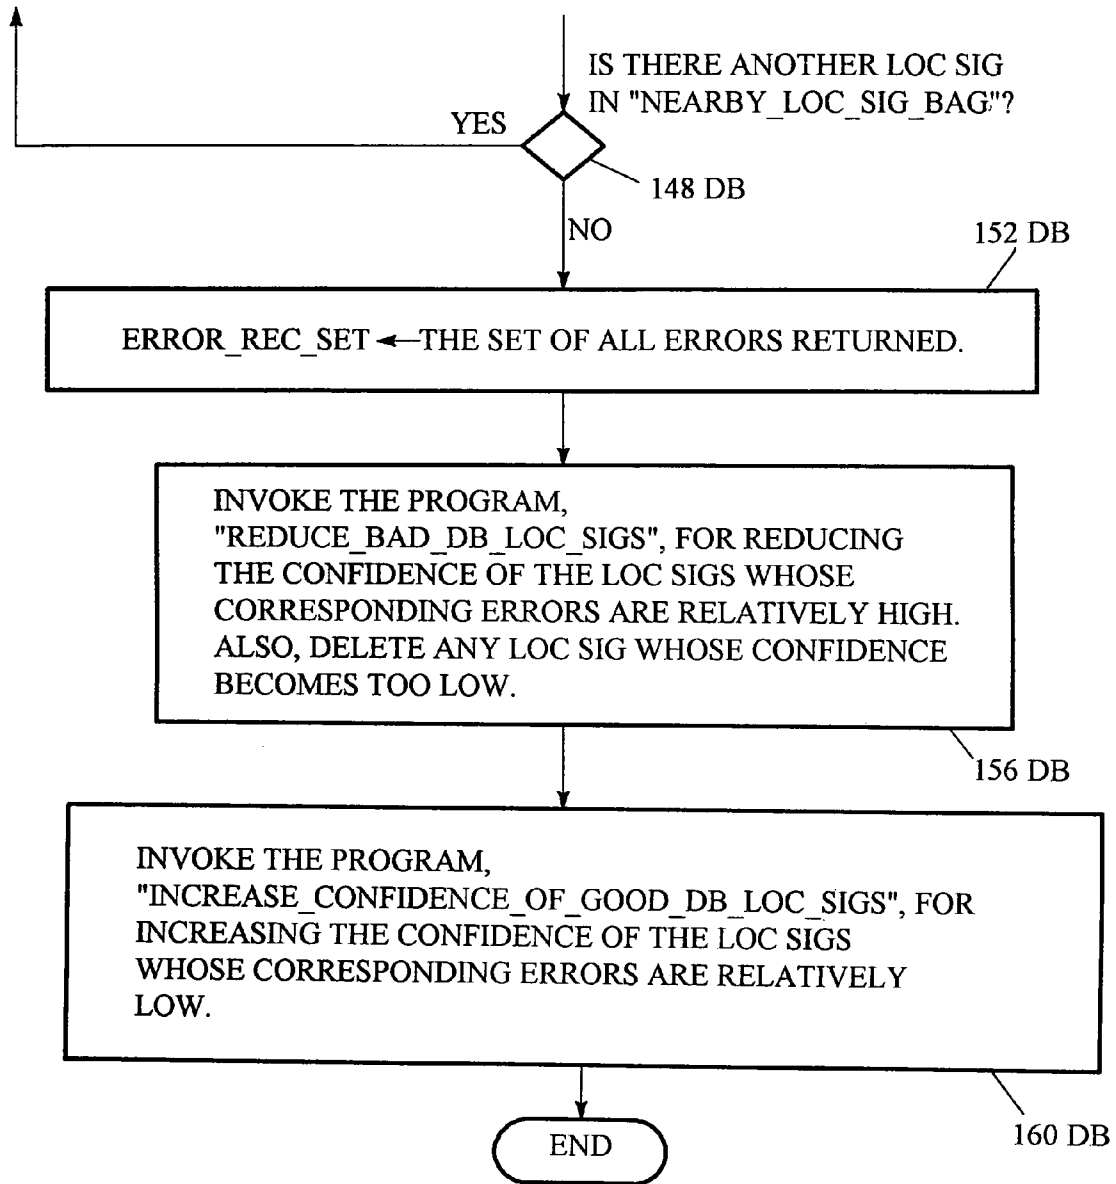 IS THERE ANOTHER LOC SIG
IN "NEARBY_LOC_SIG_BAG"?
YES
148 DB
NO
152 DB
ERROR_REC_SET ←THE SET OF ALL ERRORS RETURNED.
INVOKE THE PROGRAM,
"REDUCE_BAD_DB_LOC_SIGS", FOR REDUCING
THE CONFIDENCE OF THE LOC SIGS WHOSE
CORRESPONDING ERRORS ARE RELATIVELY HIGH.
ALSO, DELETE ANY LOC SIG WHOSE CONFIDENCE
BECOMES TOO LOW.
156 DB
INVOKE THE PROGRAM,
"INCREASE_CONFIDENCE_OF_GOOD_DB_LOC_SIGS", FOR
INCREASING THE CONFIDENCE OF THE LOC SIGS
WHOSE CORRESPONDING ERRORS ARE RELATIVELY
LOW.
160 DB
END